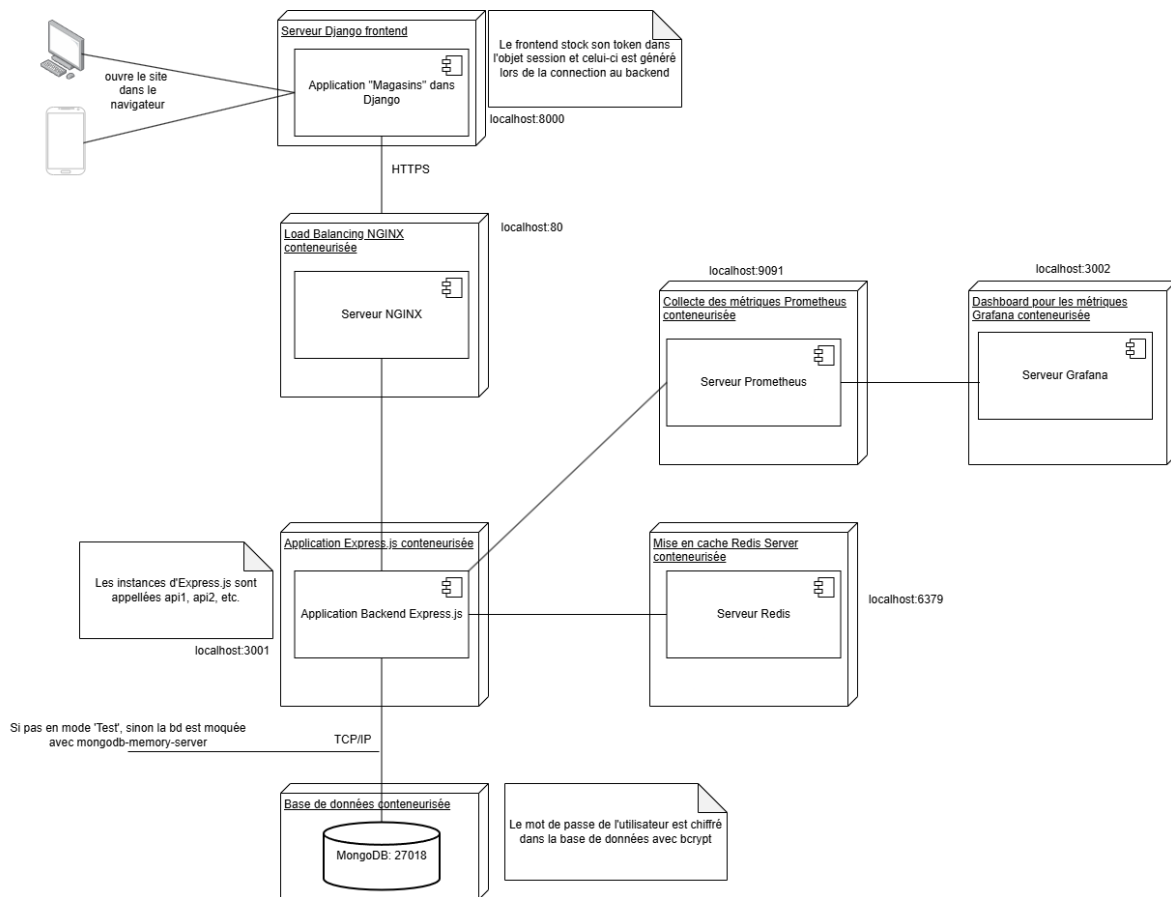 Serveur Django frontend
Application "Magasins" dans
Django
Le frontend stock son token dans
l'objet session et celui-ci est généré
lors de la connection au backend
ouvre le site
dans le
navigateur
localhost:8000
HTTPS
Load Balancing NGINX
conteneurisée
localhost:80
Serveur NGINX
localhost:9091
Collecte des métriques Prometheus
conteneurisée
Serveur Prometheus
localhost:3002
Dashboard pour les métriques
Grafana conteneurisée
Serveur Grafana
Les instances d'Express.js sont
appellées api1, api2, etc.
localhost:3001
Application Express.js conteneurisée
Application Backend Express.js
Mise en cache Redis Server
conteneurisée
Serveur Redis
localhost:6379
Si pas en mode 'Test', sinon la bd est moquée
avec mongodb-memory-server
TCP/IP
Base de données conteneurisée
MongoDB: 27018
Le mot de passe de l'utilisateur est chiffré
dans la base de données avec bcrypt